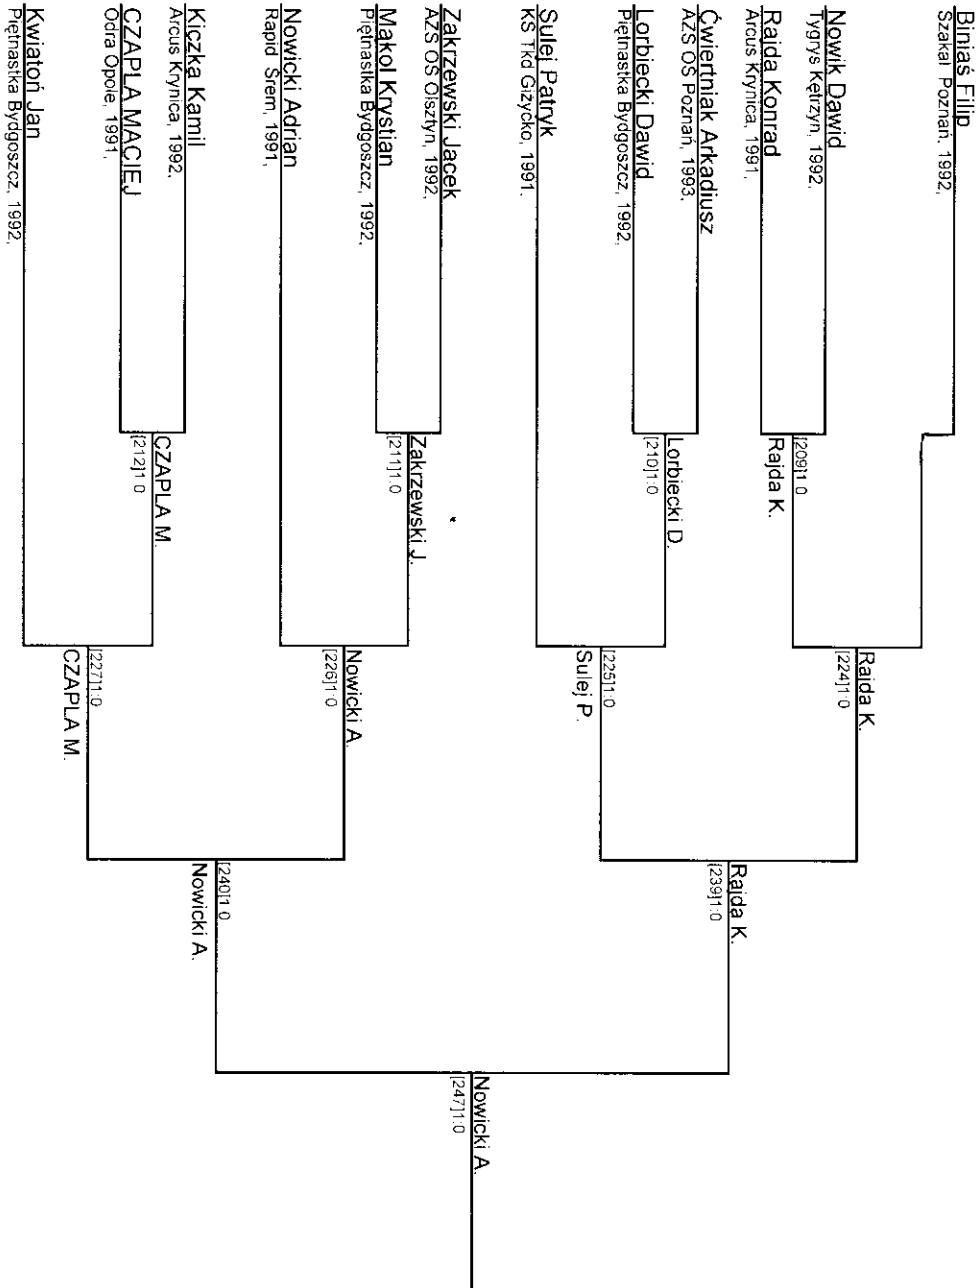 Binias Filip
Szakal Poznań, 1992,
Nowik Dawid
Tygrys Kętrzyn, 1992,
Rajda Konrad
Arcus Krynica, 1991,
Ćwiertniak Arkadiusz
AZS OŚ Poznań, 1993,
Lorbiecki Dawid
Piętnastka Bydgoszcz, 1992,
Sulej Patryk
KS Tkd Giżycko, 1991,
Zakrzewski Jacek
AZS OŚ Olsztyn, 1992,
Makol Krystian
Piętnastka Bydgoszcz, 1992,
Nowicki Adrian
Rapid Śrem, 1991,
Kiczka Kamil
Arcus Krynica, 1992,
CZAPLA MACIEJ
Odra Opole, 1991,
Kwiatoń Jan
Piętnastka Bydgoszcz, 1992,
[209]1:0
Rajda K.
Lorbiecki D.
[210]1:0
Zakrzewski J.
[211]1:0
CZAPLA M.
[212]1:0
Rajda K.
[224]1:0
[225]1:0
Sulej P.
Nowicki A.
[226]1:0
[227]1:0
CZAPLA M.
Rajda K.
[239]1:0
[240]1:0
Nowicki A.
Nowicki A.
[247]1:0